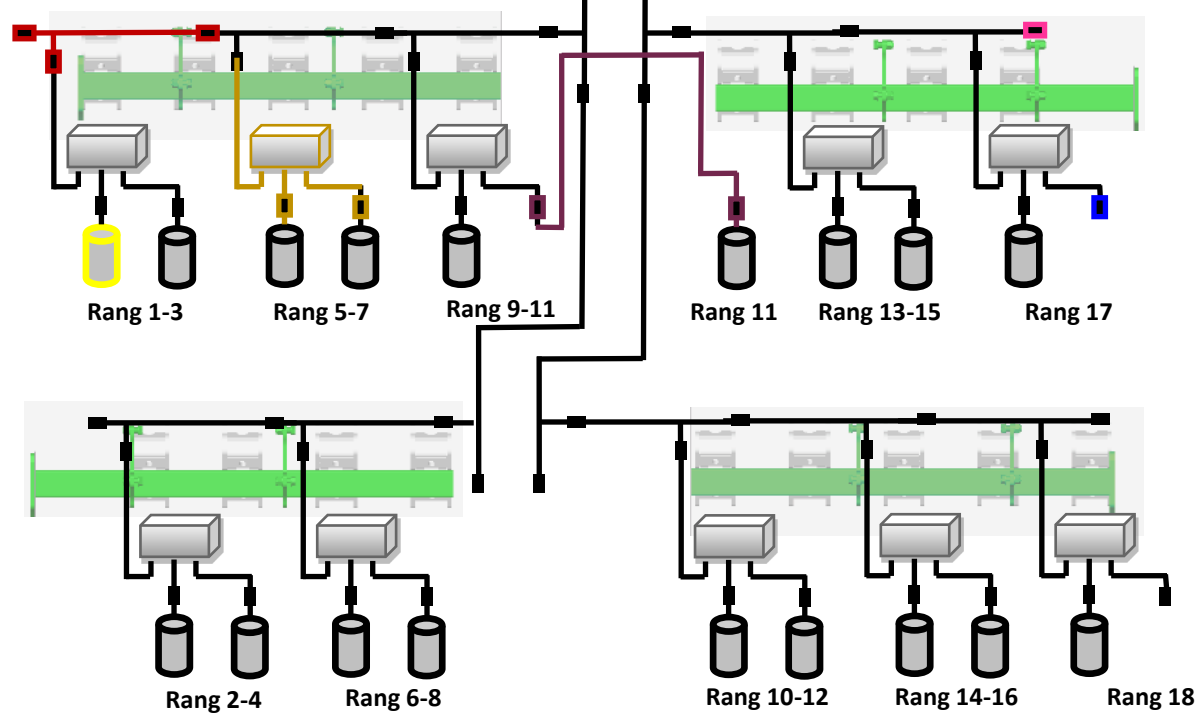 Rang 1-3
Rang 5-7
Rang 9-11
Rang 11
Rang 13-15
Rang 17
Rang 2-4
Rang 6-8
Rang 10-12
Rang 14-16
Rang 18